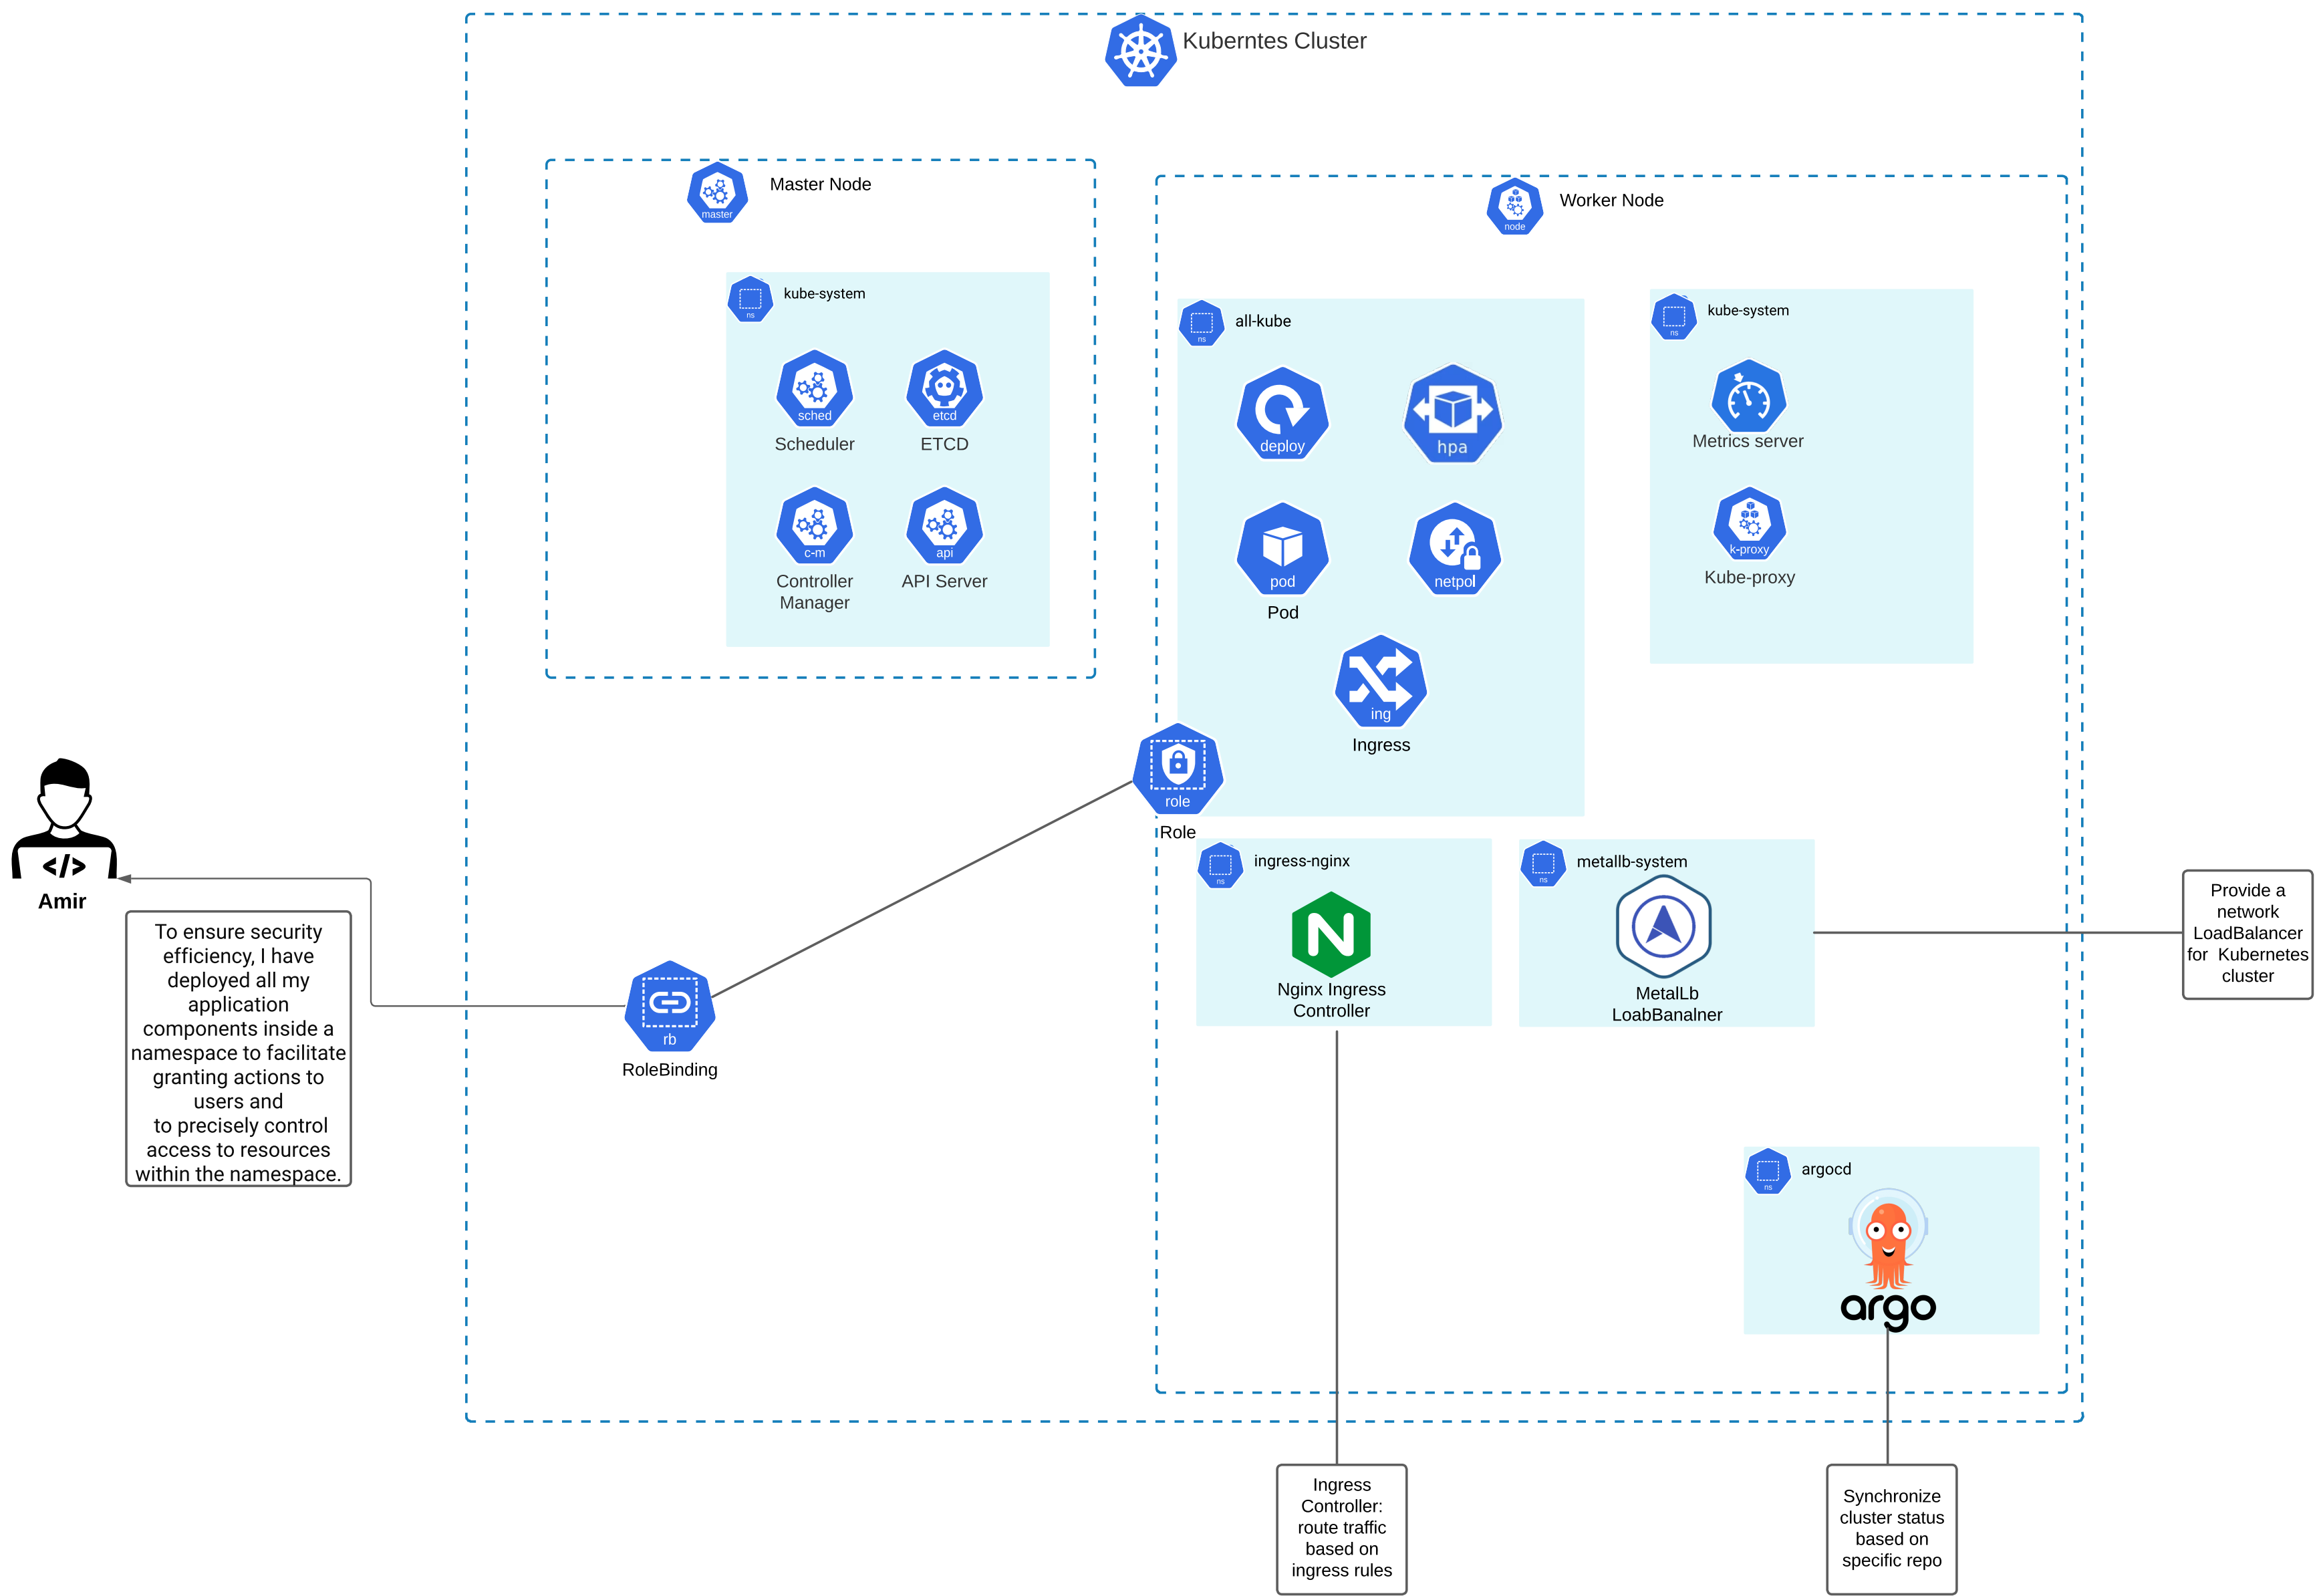 Kuberntes Cluster
master
Master Node
node
Worker Node
ns
kube-system
sched
Scheduler
etcd
ETCD
c-m
Controller
Manager
api
API Server
ns
all-kube
deploy
hpa
pod
Pod
netpol
ing
Ingress
ns
kube-system
Metrics server
k-proxy
Kube-proxy
role
Role
</>
Amir
To ensure security
efficiency, I have
deployed all my
application
components inside a
namespace to facilitate
granting actions to
users and
to precisely control
access to resources
within the namespace.
rb
RoleBinding
ns
ingress-nginx
N
Nginx Ingress
Controller
ns
metallb-system
MetalLb
LoabBanalner
Provide a
network
LoadBalancer
for  Kubernetes
cluster
ns
argocd
argo
Ingress
Controller:
route traffic
based on
ingress rules
Synchronize
cluster status
based on
specific repo